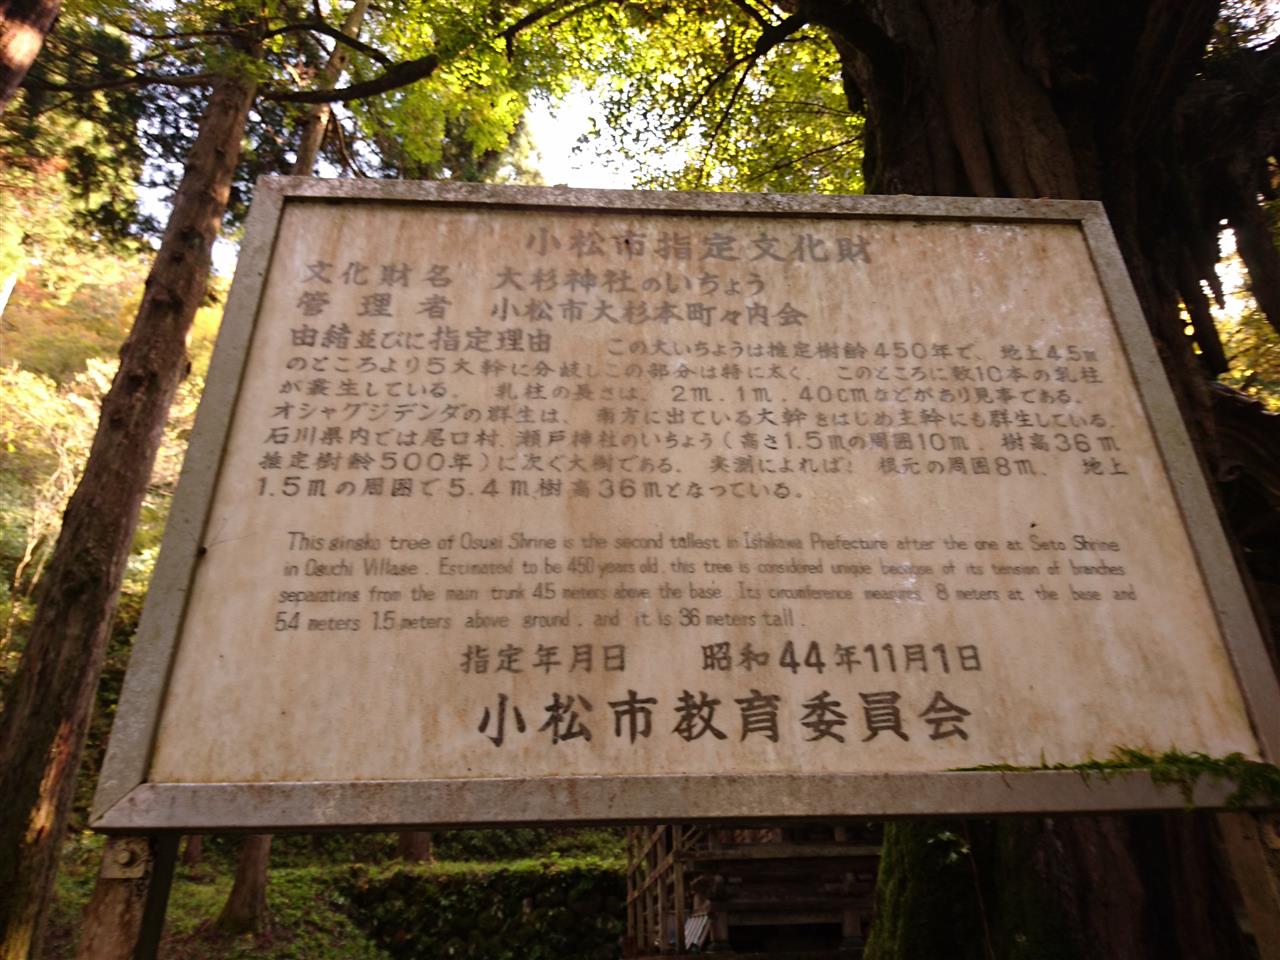 小松市指定文化財
文化財名 大杉神社のいちょう
管理者 小松市大杉本町々内会
由緒並びに指定理由 この大いちょうは推定樹齢450年で、地上4.5m
のところより5大幹に分岐しこの部分は特に太く、このところに数10本の乳柱
が叢生している。乳柱の長さは、2m.1m.40cmなどがあり見事である。
オシャグジデンダの群生は、南方に出ている大幹をはじめ主幹にも群生している。
石川県内では尾口村、瀬戸神社のいちょう(高さ1.5mの周囲10m、樹高36m
推定樹齢500年)に次ぐ大樹である。実測によれば、根元の周囲8m、地上
1.5mの周囲で5.4m樹高36mとなっている。
This ginsko tree of Osugi Shrine is the second tallest in Ishikawa Prefecture after the one at Seto Shrine
in Oguchi Village. Estimated to be 450 years old, this tree is considered unique because of its tension of branches
separating from the main trunk 4.5 meters above the base. Its circumference measures 8 meters at the base and
5.4 meters 1.5 meters above ground, and it is 36 meters tall.
指定年月日 昭和44年11月1日
小松市教育委員会